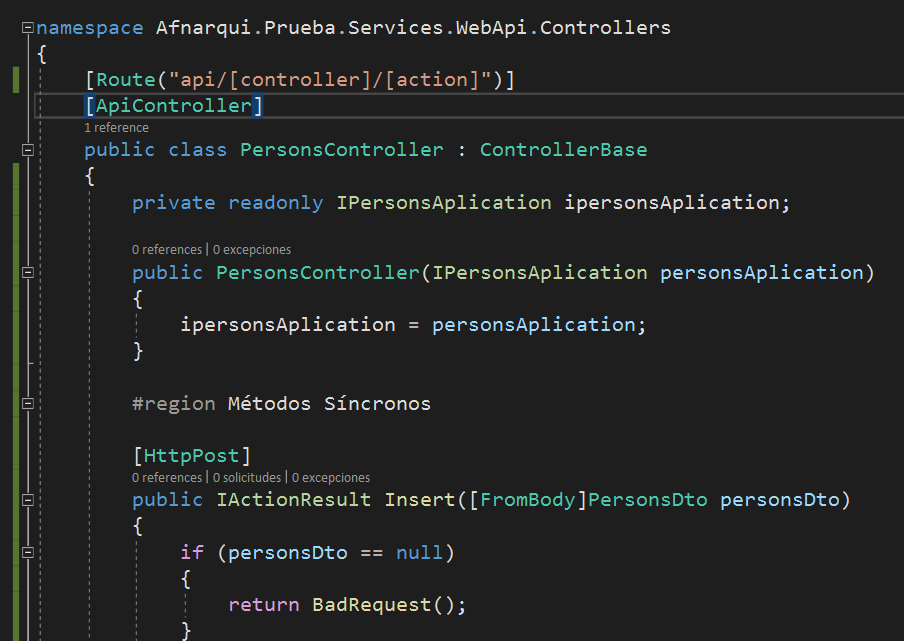 namespace Afnarqui.Prueba.Services.WebApi.Controllers
{
[Route("api/[controller]/[action]")]
[ApiController]
1 reference
public class PersonsController : ControllerBase
{
private readonly IPersonsAplication ipersonsAplication;
0 references | 0 excepciones
public PersonsController(IPersonsAplication personsAplication)
{
ipersonsAplication = personsAplication;
}
#region Métodos Síncronos
[HttpPost]
0 references | 0 solicitudes | 0 excepciones
public IActionResult Insert([FromBody]PersonsDto personsDto)
{
if (personsDto == null)
{
return BadRequest();
}